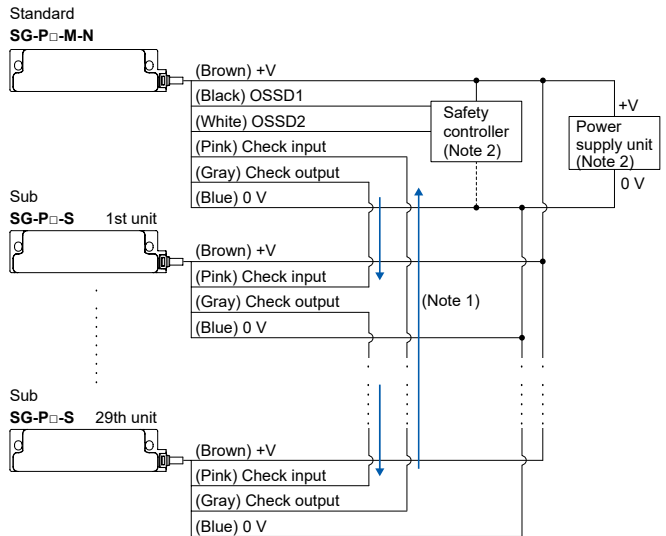 Standard
SG-P□-M-N
(Brown) +V
(Black) OSSD1
(White) OSSD2
(Pink) Check input
(Gray) Check output
(Blue) 0 V
Safety
controller
(Note 2)
+V
Power
supply unit
(Note 2)
0 V
Sub
SG-P□-S 1st unit
(Brown) +V
(Pink) Check input
(Gray) Check output
(Blue) 0 V
(Note 1)
Sub
SG-P□-S 29th unit
(Brown) +V
(Pink) Check input
(Gray) Check output
(Blue) 0 V